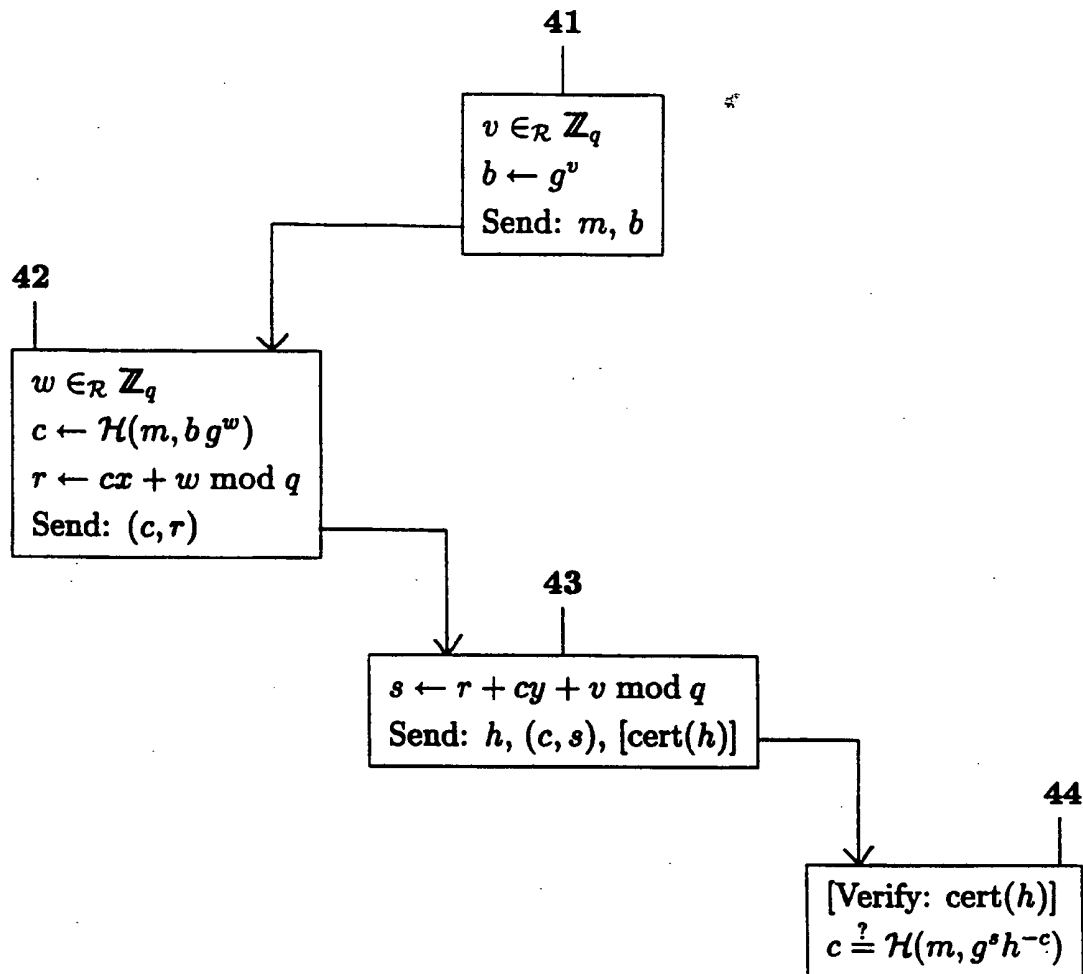 41
v ∈_R ℤ_q
b ← g^v
Send: m, b
42
w ∈_R ℤ_q
c ← H(m, b g^w)
r ← cx + w mod q
Send: (c, r)
43
s ← r + cy + v mod q
Send: h, (c, s), [cert(h)]
44
[Verify: cert(h)]
c ≟ H(m, g^s h^{-c})